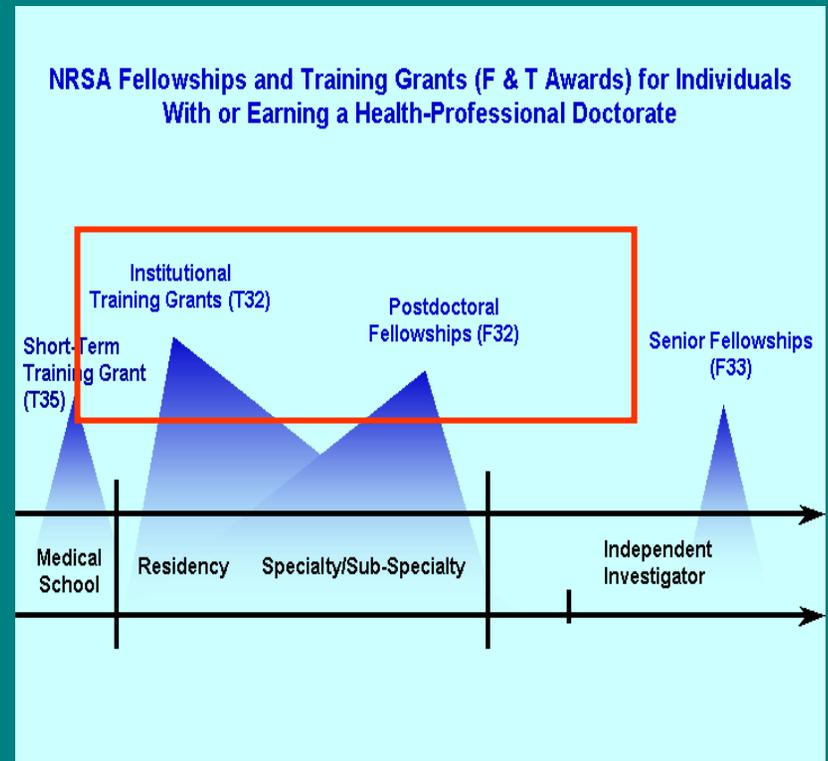 NRSA Fellowships and Training Grants (F & T Awards) for Individuals
With or Earning a Health-Professional Doctorate
Institutional
Training Grants (T32)
Postdoctoral
Fellowships (F32)
Short-Term
Training Grant
(T35)
Senior Fellowships
(F33)
Medical
School
Residency
Specialty/Sub-Specialty
Independent
Investigator